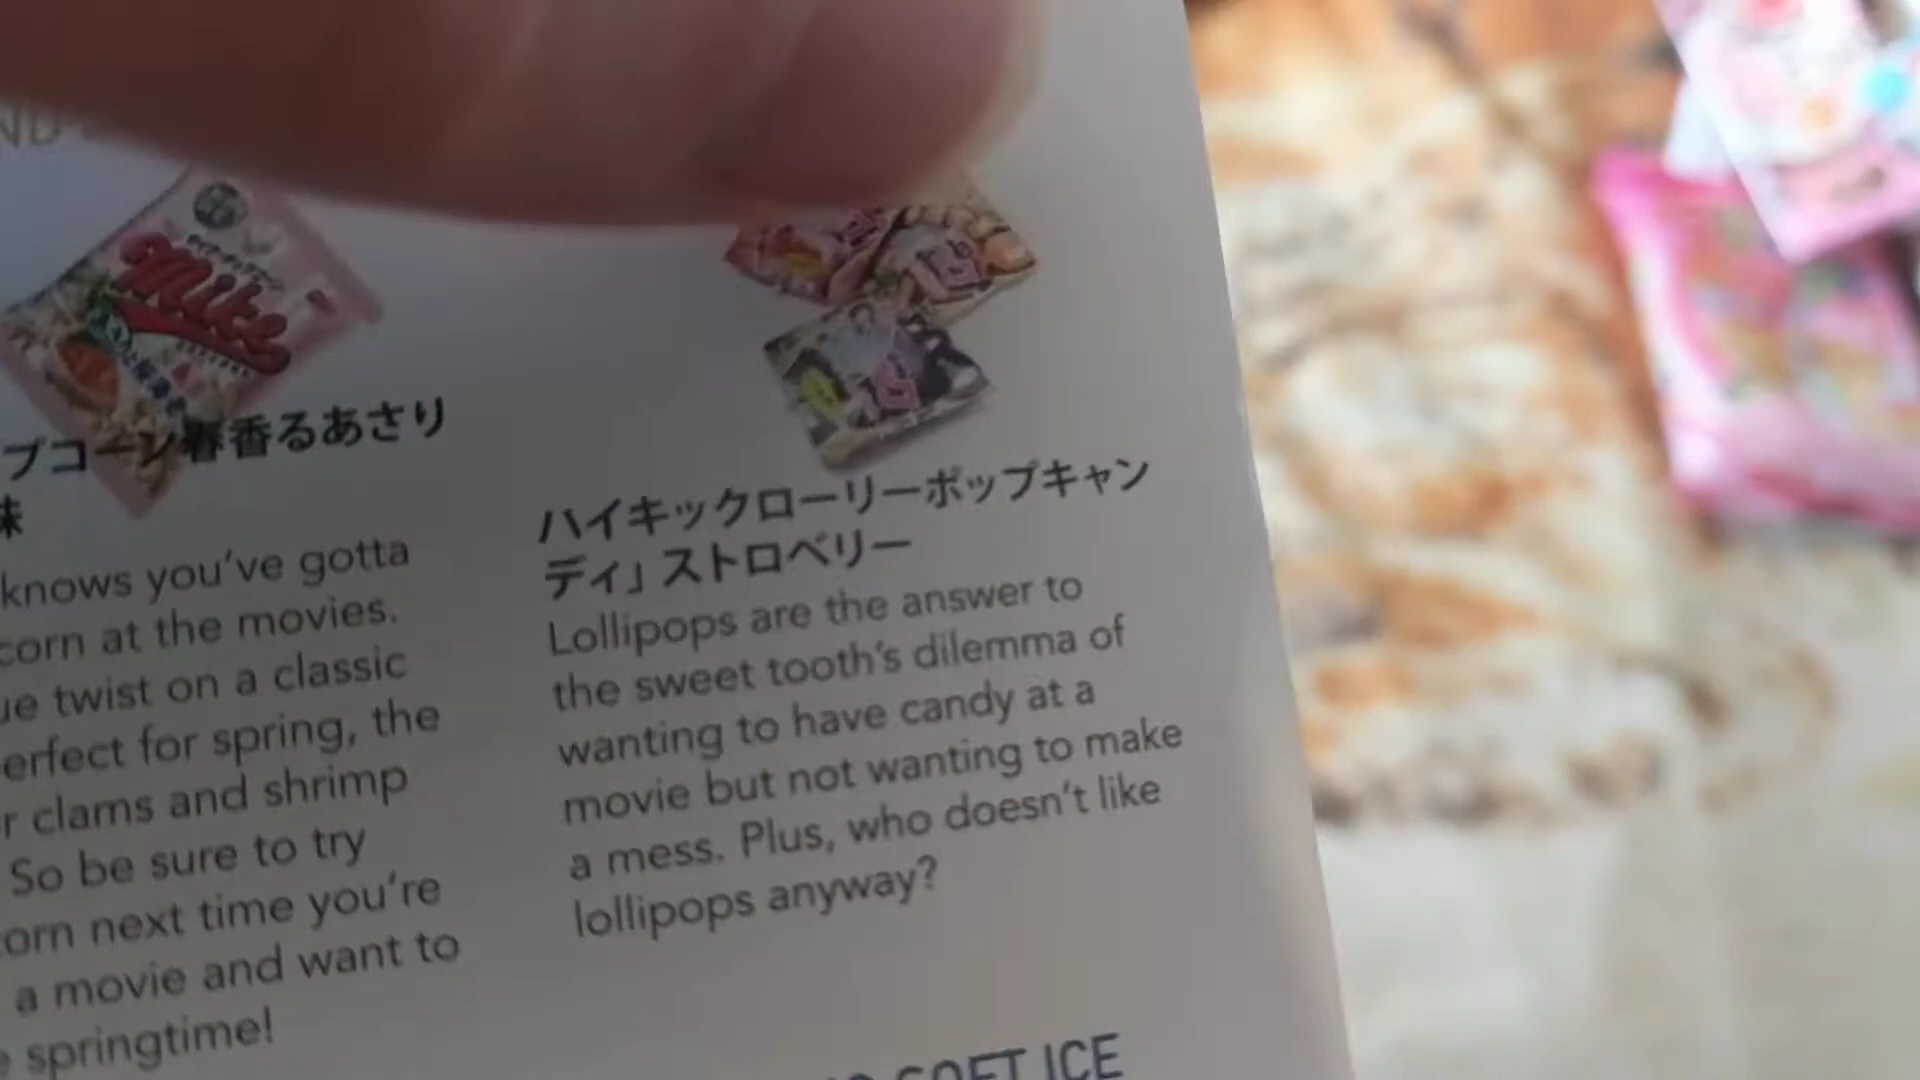 Mike
プコーン春香るあさり
味
knows you've gotta
corn at the movies.
twist on a classic
perfect for spring, the
clams and shrimp
So be sure to try
corn next time you're
a movie and want to
springtime!
ハイキックローリーポップキャン
ディ」ストロベリー
Lollipops are the answer to
the sweet tooth's dilemma of
wanting to have candy at a
movie but not wanting to make
a mess. Plus, who doesn't like
lollipops anyway?
SOFT ICE